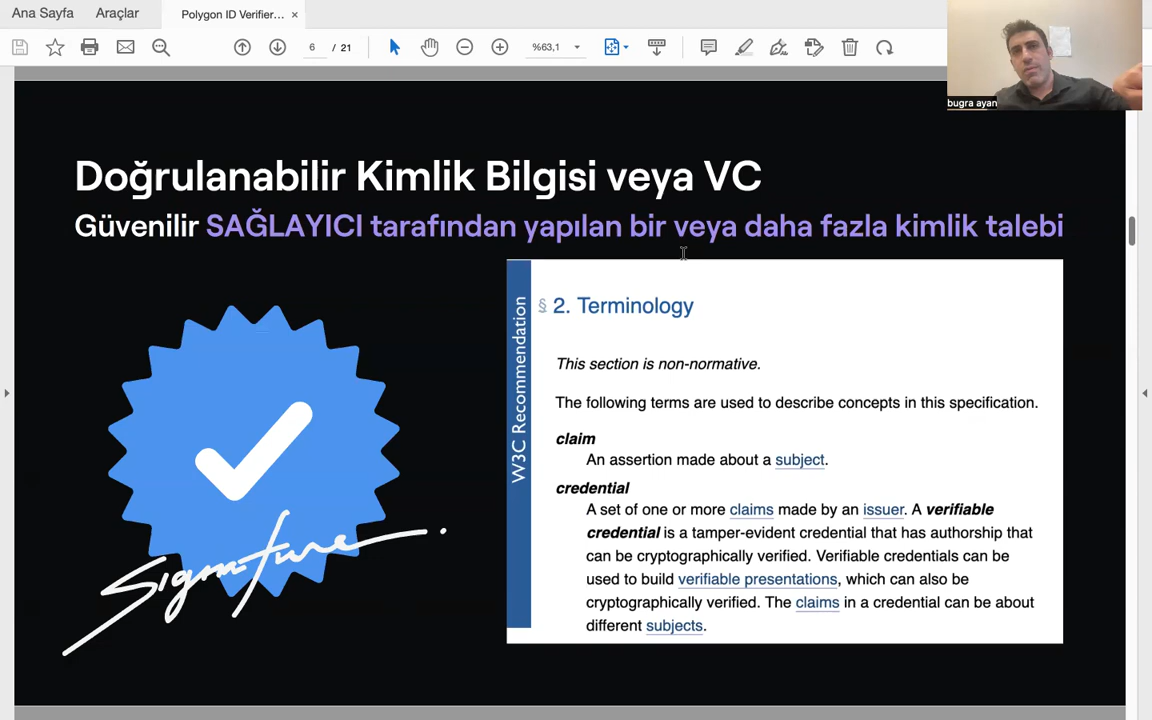 Ana Sayfa
Araçlar
Polygon ID Verifier...
×
6 / 21
%63,1
bugra ayan
Doğrulanabilir Kimlik Bilgisi veya VC
Güvenilir SAĞLAYICI tarafından yapılan bir veya daha fazla kimlik talebi
W3C Recommendation
§ 2. Terminology
This section is non-normative.
The following terms are used to describe concepts in this specification.
claim
An assertion made about a subject.
credential
A set of one or more claims made by an issuer. A verifiable
credential is a tamper-evident credential that has authorship that
can be cryptographically verified. Verifiable credentials can be
used to build verifiable presentations, which can also be
cryptographically verified. The claims in a credential can be about
different subjects.
Signature